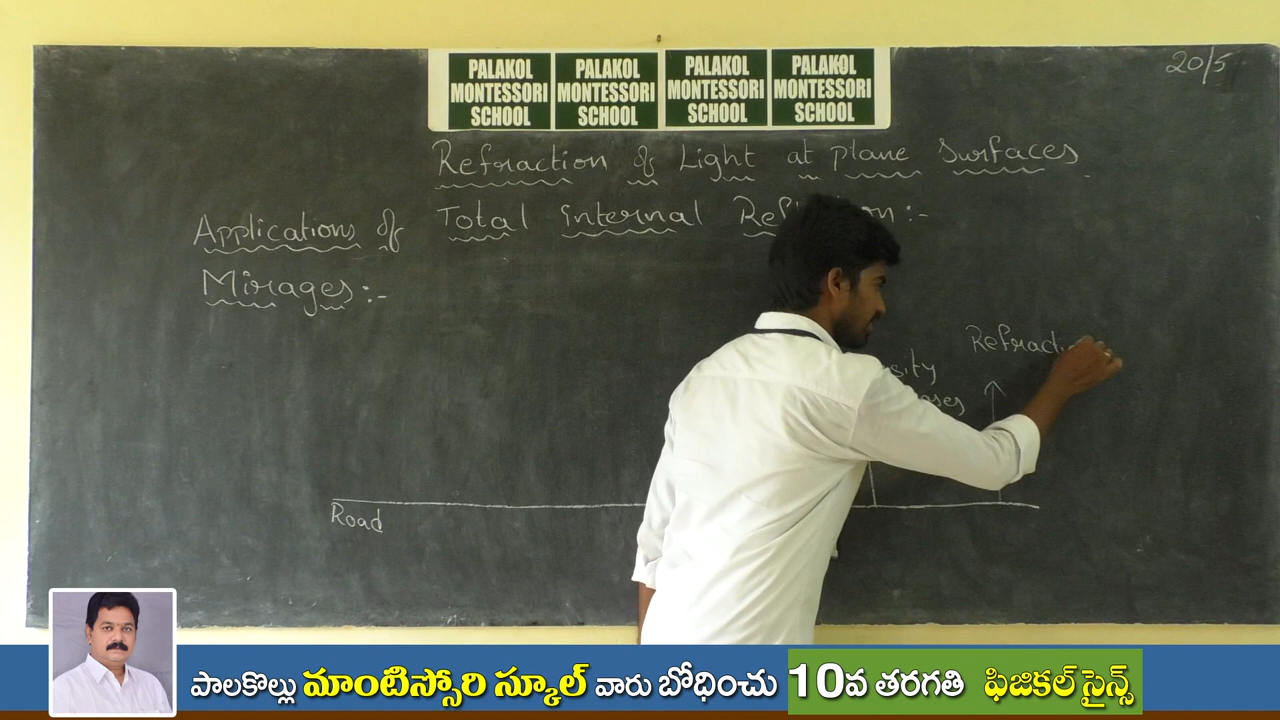 PALAKOL MONTESSORI SCHOOL
PALAKOL MONTESSORI SCHOOL
PALAKOL MONTESSORI SCHOOL
PALAKOL MONTESSORI SCHOOL
20/5
Refraction of Light at plane Surfaces
Applications of Total internal :-
Mirages:-
Road
పాలకొల్లు మాంటిస్సోరి స్కూల్ వారు బోధించు 10వ తరగతి ఫిజికల్ సైన్స్